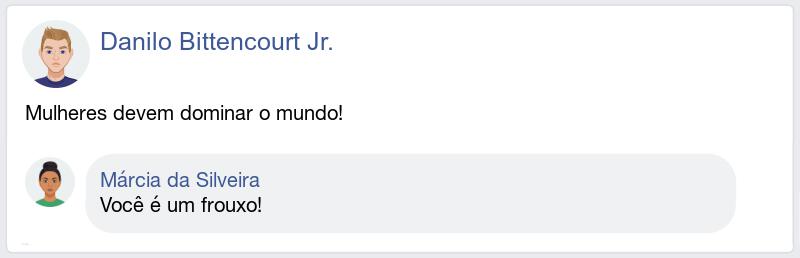 Danilo Bittencourt Jr.
Mulheres devem dominar o mundo!
Márcia da Silveira
Você é um frouxo!